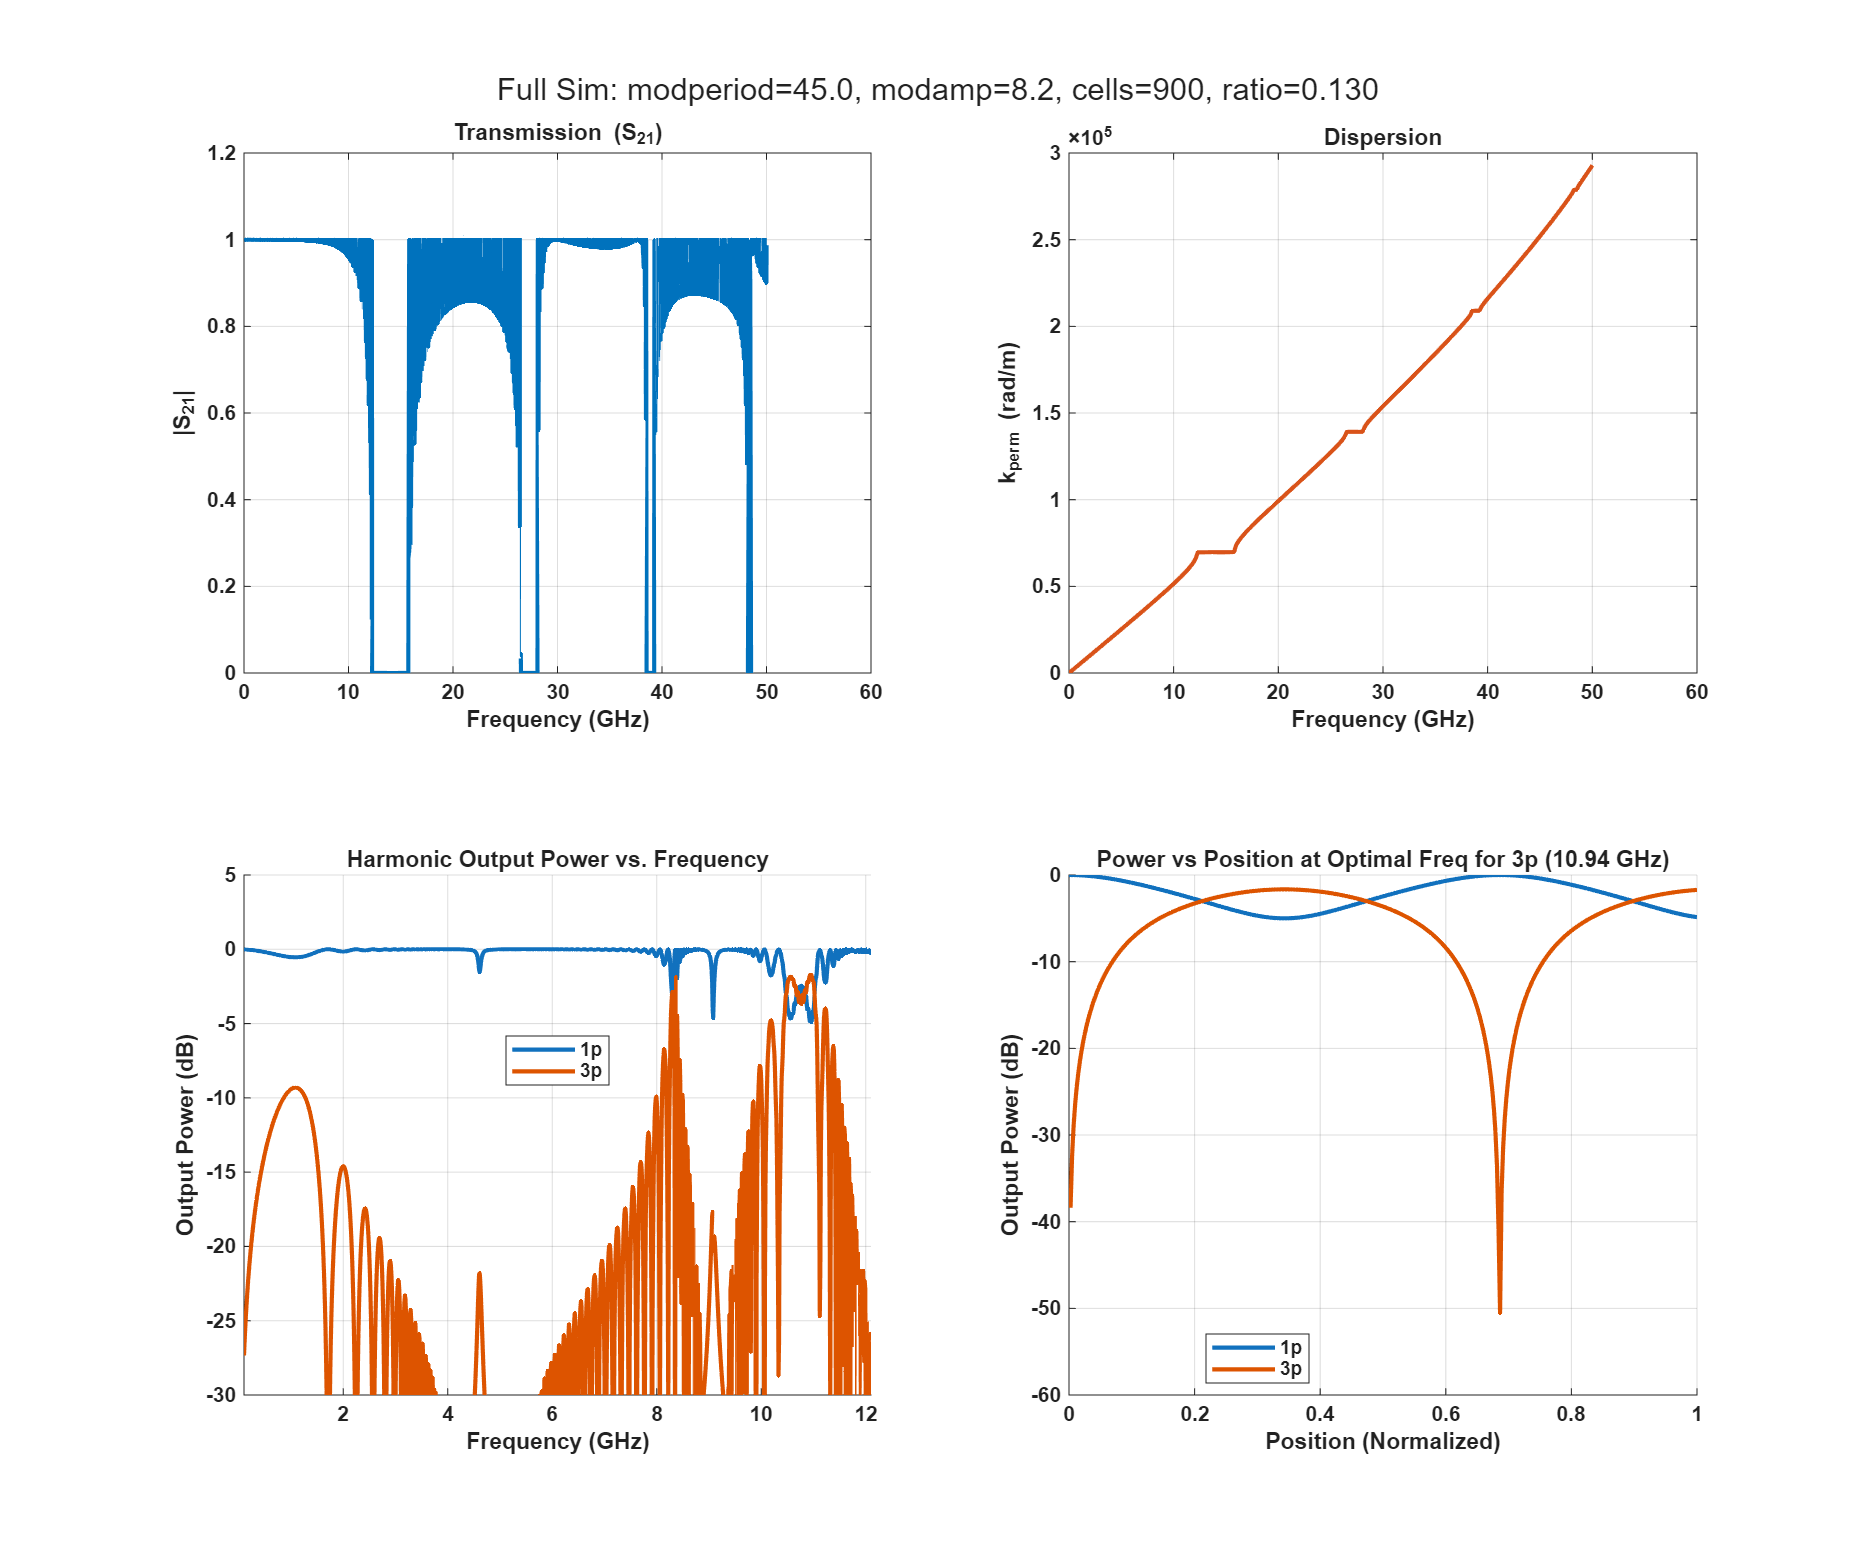 Full Sim: modperiod=45.0, modamp=8.2, cells=900, ratio=0.130
Transmission (S21)
1.2
1
0.8
0.6
0.4
0.2
0
|S21|
0 10 20 30 40 50 60
Frequency (GHz)
×10^5
Dispersion
3
2.5
2
1.5
1
0.5
0
kperm (rad/m)
0 10 20 30 40 50 60
Frequency (GHz)
Harmonic Output Power vs. Frequency
5
0
-5
-10
-15
-20
-25
-30
Output Power (dB)
1p
3p
2 4 6 8 10 12
Frequency (GHz)
Power vs Position at Optimal Freq for 3p (10.94 GHz)
0
-10
-20
-30
-40
-50
-60
Output Power (dB)
1p
3p
0 0.2 0.4 0.6 0.8 1
Position (Normalized)